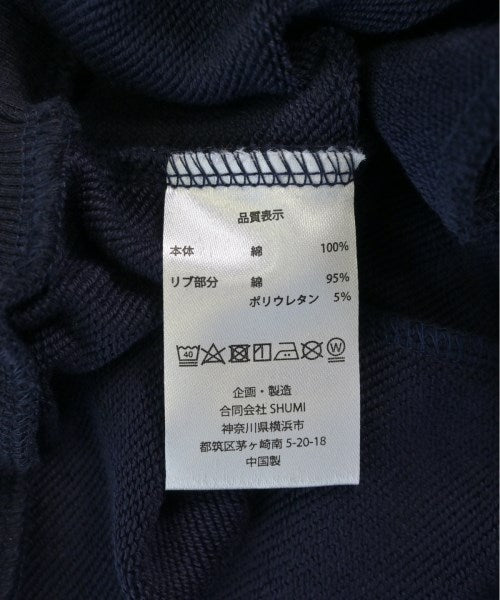 品質表示
本体 綿 100%
リブ部分 綿 95%
ポリウレタン 5%
40 W
企画・製造
合同会社 SHUMI
神奈川県横浜市
都筑区茅ヶ崎南 5-20-18
中国製